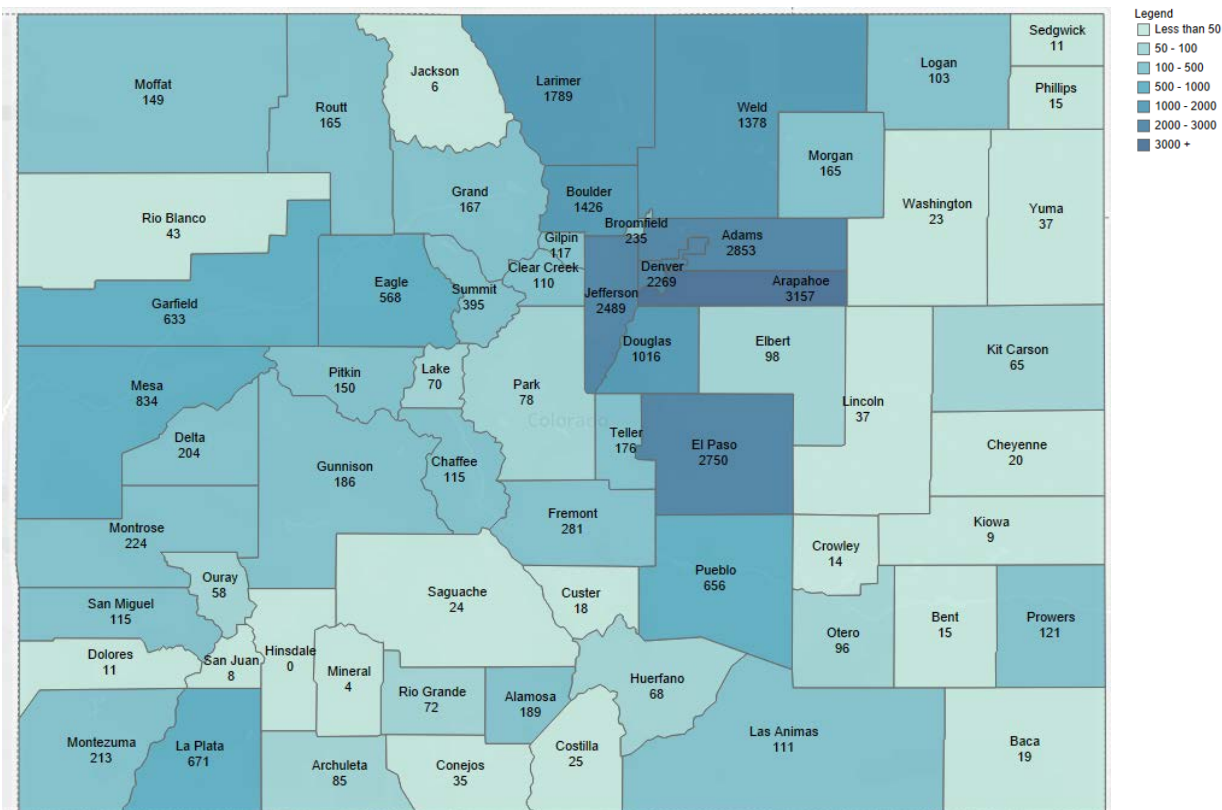 Legend
Less than 50
50 - 100
100 - 500
500 - 1000
1000 - 2000
2000 - 3000
3000 +
Moffat
149
Routt
165
Jackson
6
Larimer
1789
Weld
1378
Logan
103
Sedgwick
11
Phillips
15
Morgan
165
Washington
23
Yuma
37
Rio Blanco
43
Grand
167
Boulder
1426
Broomfield
235
Gilpin
117
Clear Creek
110
Adams
2853
Denver
2269
Arapahoe
3157
Jefferson
2489
Garfield
633
Eagle
568
Summit
395
Douglas
1016
Elbert
98
Kit Carson
65
Mesa
834
Pitkin
150
Lake
70
Park
78
Colorado
Lincoln
37
Delta
204
Gunnison
186
Chaffee
115
Teller
176
El Paso
2750
Cheyenne
20
Montrose
224
Fremont
281
Kiowa
9
Crowley
14
Ouray
58
Pueblo
656
San Miguel
115
Saguache
24
Custer
18
Otero
96
Bent
15
Prowers
121
Dolores
11
San Juan
8
Hinsdale
0
Mineral
4
Rio Grande
72
Alamosa
189
Huerfano
68
Montezuma
213
La Plata
671
Archuleta
85
Conejos
35
Costilla
25
Las Animas
111
Baca
19